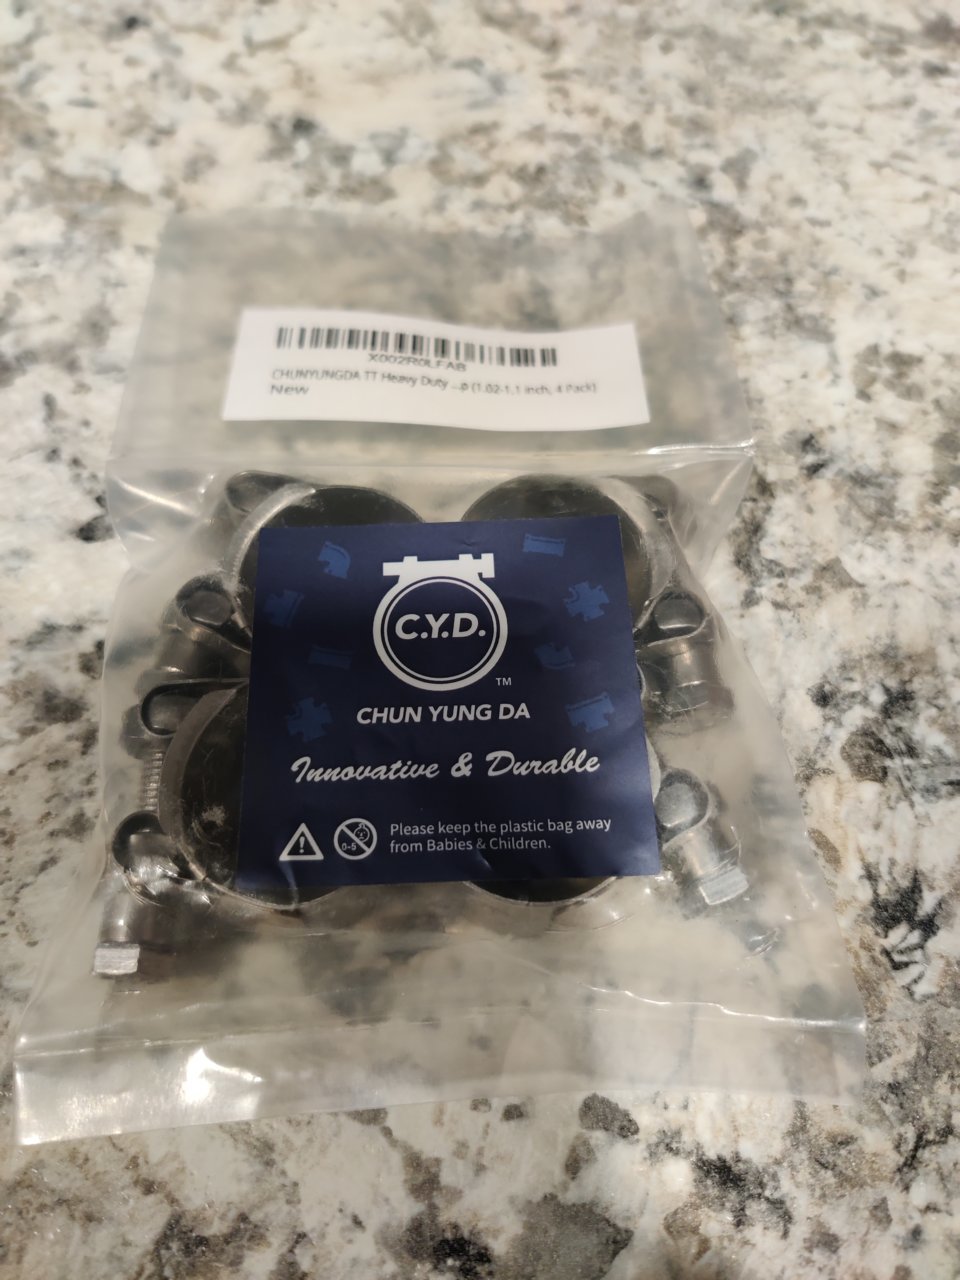 X002R0LFAB
CHUNYUNGDA TT Heavy Duty ...p (1.02-1.1 inch, 4 Pack)
New
C.Y.D.
TM
CHUN YUNG DA
Innovative & Durable
0-5
Please keep the plastic bag away
from Babies & Children.